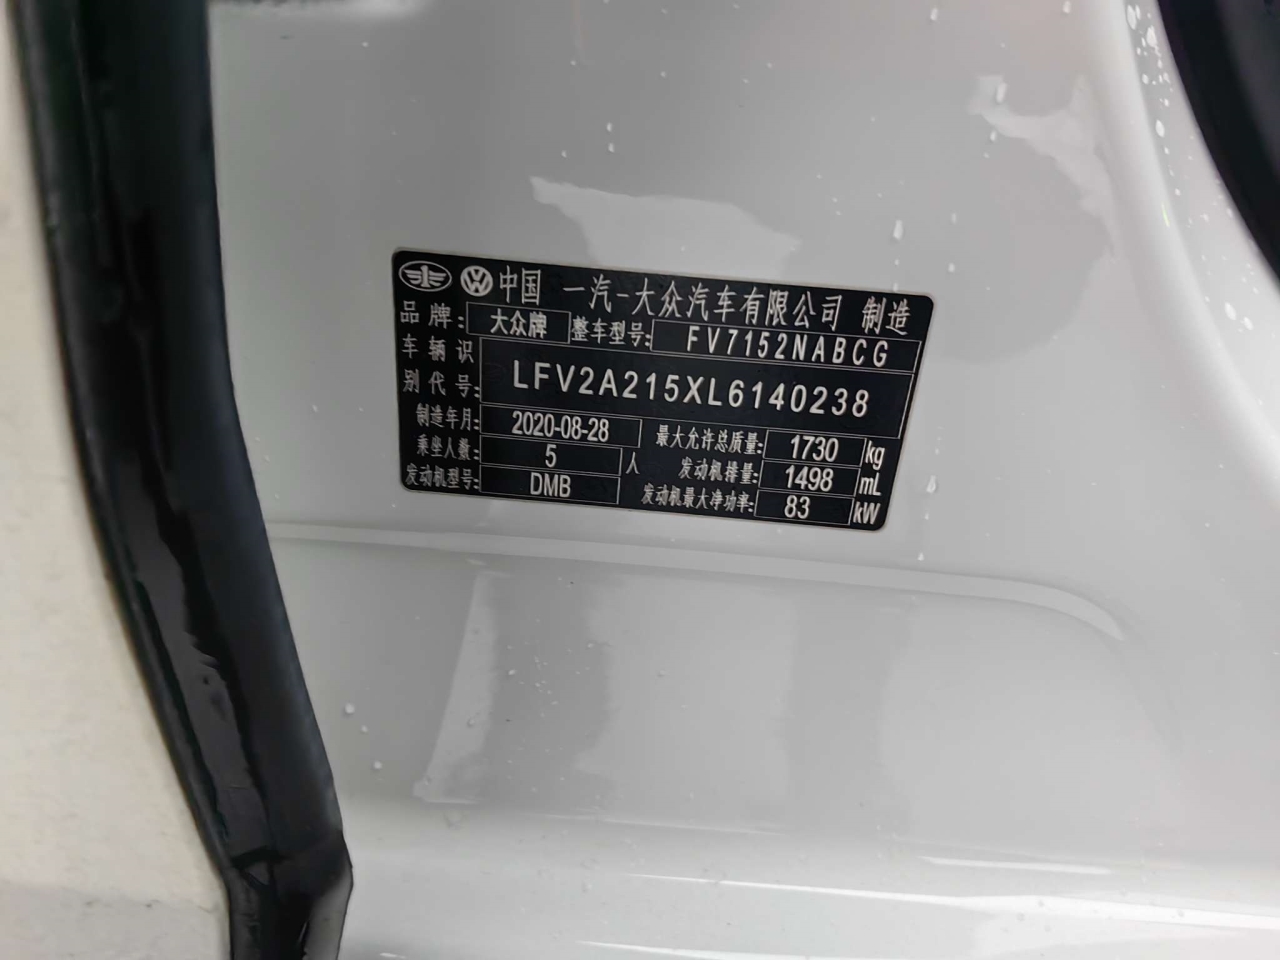 中国 一汽-大众汽车有限公司 制造
品牌: 大众牌 整车型号: FV7152NABCG
车辆识别代号: LFV2A215XL6140238
制造年月: 2020-08-28 最大允许总质量: 1730 kg
乘坐人数: 5 人 发动机排量: 1498 mL
发动机型号: DMB 发动机最大净功率: 83 kW